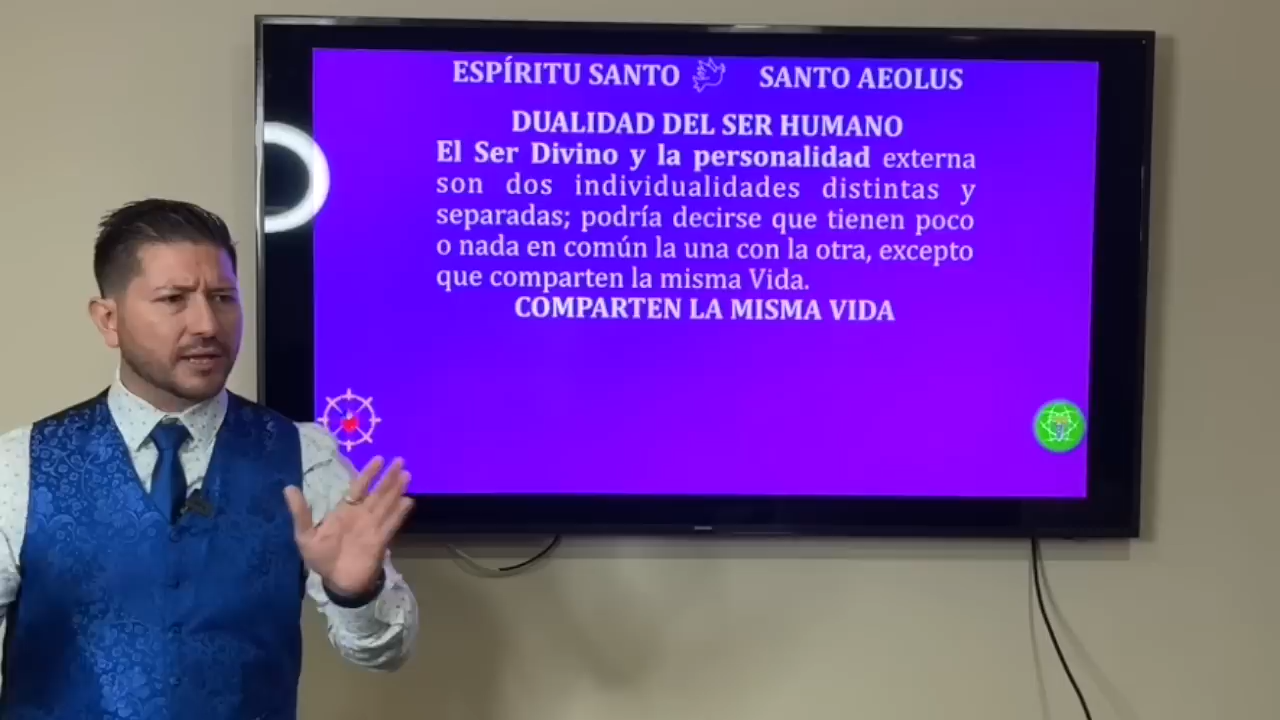 ESPÍRITU SANTO SANTO AEOLUS
DUALIDAD DEL SER HUMANO
El Ser Divino y la personalidad externa
son dos individualidades distintas y
separadas; podría decirse que tienen poco
o nada en común la una con la otra, excepto
que comparten la misma Vida.
COMPARTEN LA MISMA VIDA